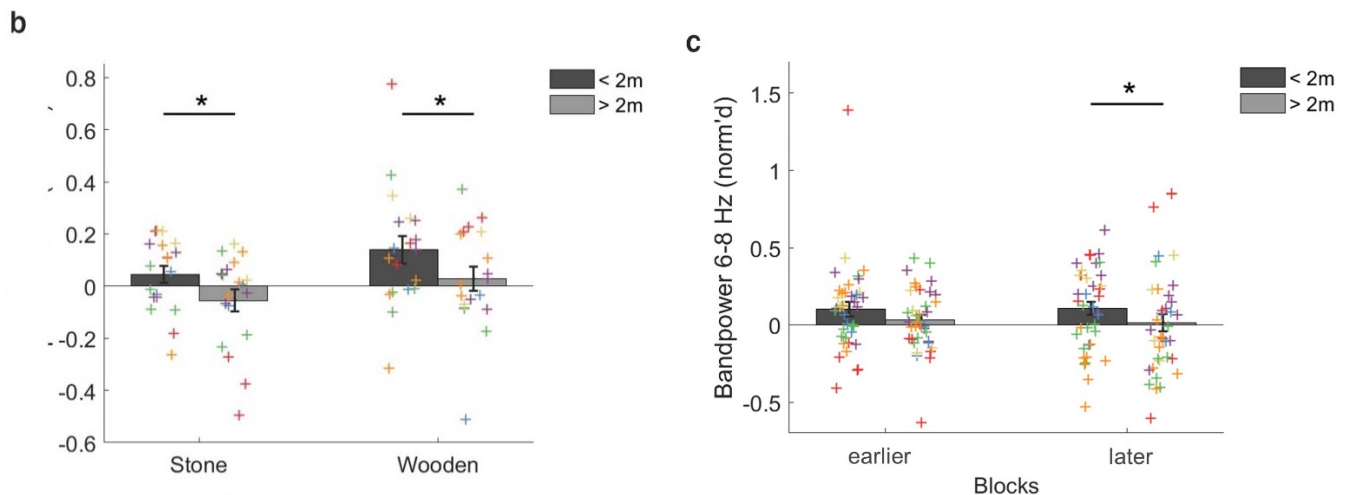 b
0.8
0.6
0.4
0.2
0
-0.2
-0.4
-0.6
*
*
Stone
Wooden
< 2m
> 2m
c
Bandpower 6-8 Hz (norm'd)
1.5
1
0.5
0
-0.5
*
earlier
later
Blocks
< 2m
> 2m